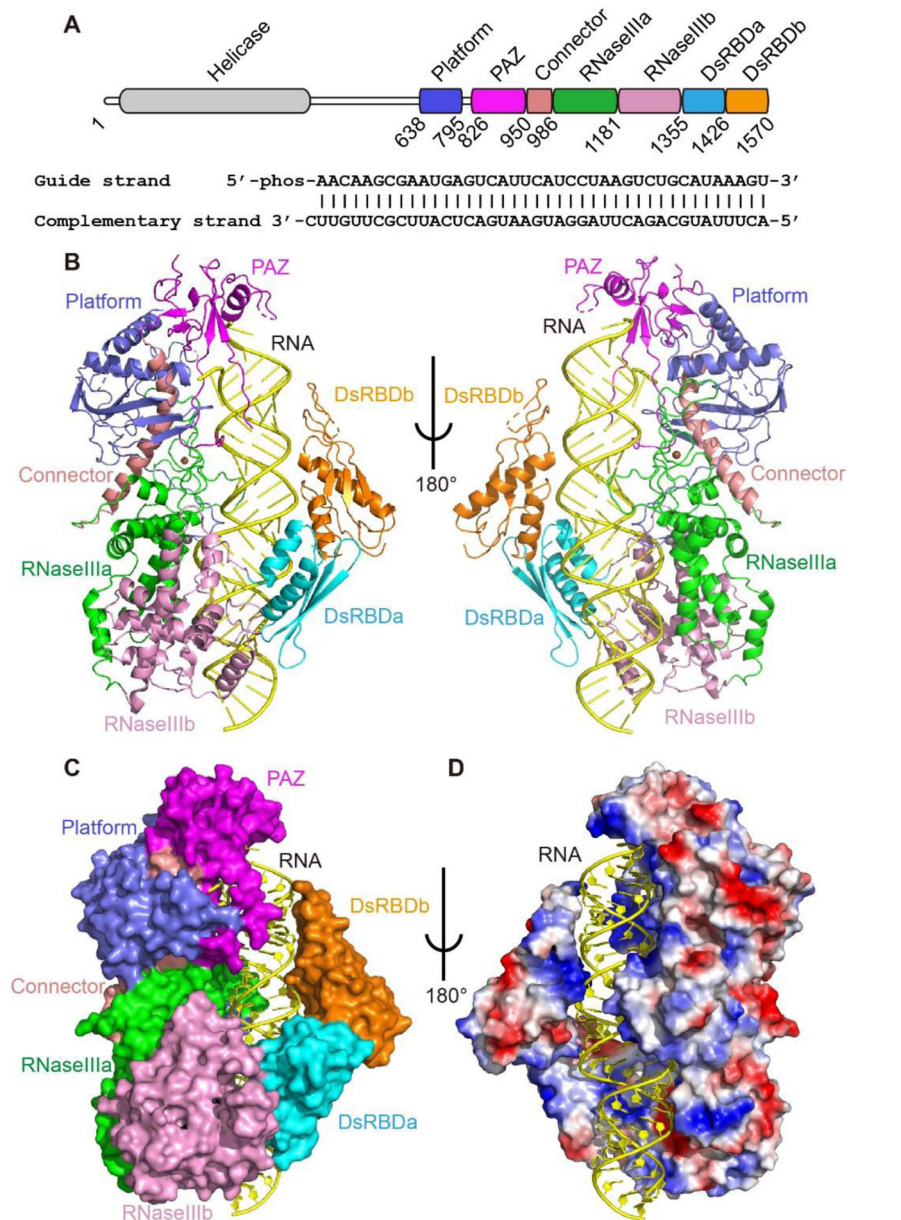 A
Helicase
Platform
PAZ
Connector
RNaseIIIa
RNaseIIIb
DsRBDa
DsRBDb
1
638
795
826
950
986
1181
1355
1426
1570
Guide strand 5′-phos-AACAAGCGAAUGAGUCAUUCAUCCUAAGUCUGCAUAAAGU-3′
Complementary strand 3′-CUUGUUCGCUUACUCAGUAAGUAGGAUUCAGACGUAUUUCA-5′
B
PAZ
Platform
RNA
DsRBDb
Connector
RNaseIIIa
DsRBDa
RNaseIIIb
180°
PAZ
Platform
RNA
DsRBDb
Connector
RNaseIIIa
DsRBDa
RNaseIIIb
C
PAZ
Platform
RNA
DsRBDb
Connector
RNaseIIIa
DsRBDa
RNaseIIIb
180°
D
RNA